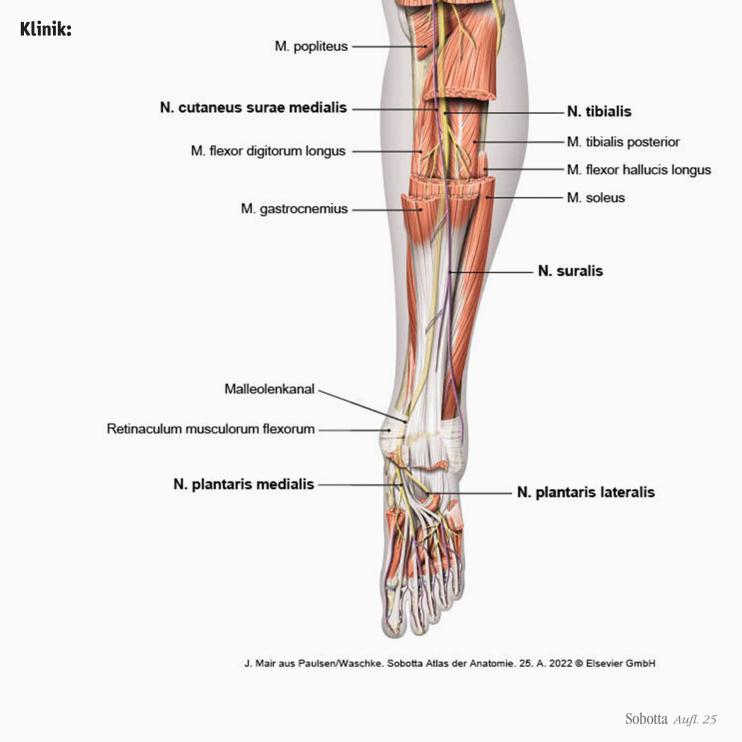 Klinik:
M. popliteus
N. cutaneus surae medialis
N. tibialis
M. tibialis posterior
M. flexor digitorum longus
M. flexor hallucis longus
M. soleus
M. gastrocnemius
N. suralis
Malleolenkanal
Retinaculum musculorum flexorum
N. plantaris medialis
N. plantaris lateralis
J. Mair aus Paulsen/Waschke. Sobotta Atlas der Anatomie. 25. A. 2022 © Elsevier GmbH
Sobotta Aufl. 25